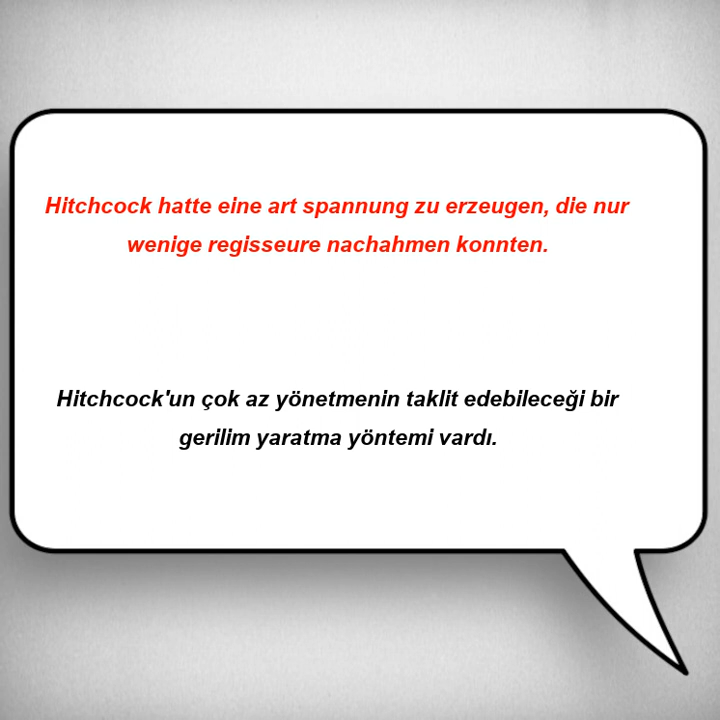 Hitchcock hatte eine art spannung zu erzeugen, die nur
wenige regisseure nachahmen konnten.
Hitchcock'un çok az yönetmenin taklit edebileceği bir
gerilim yaratma yöntemi vardı.